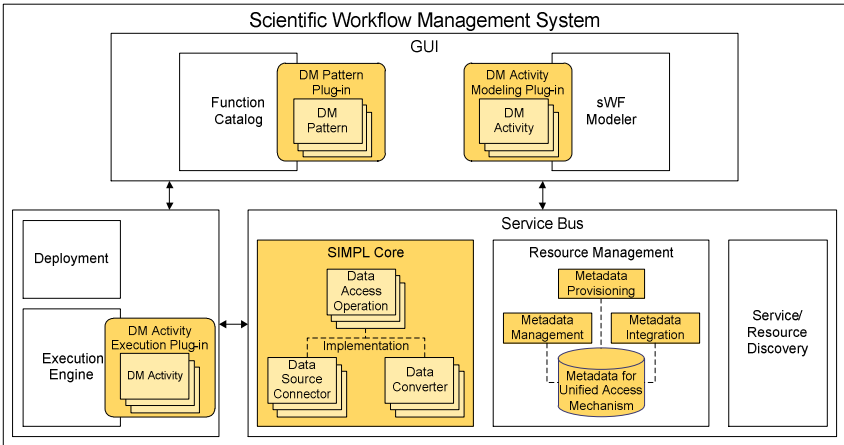 Scientific Workflow Management System
GUI
Function
Catalog
DM Pattern
Plug-in
DM
Pattern
DM Activity
Modeling Plug-in
DM
Activity
sWF
Modeler
Deployment
Execution
Engine
DM Activity
Execution Plug-in
DM Activity
Service Bus
SIMPL Core
Data
Access
Operation
Implementation
Data
Source
Connector
Data
Converter
Resource Management
Metadata
Provisioning
Metadata
Management
Metadata
Integration
Metadata for
Unified Access
Mechanism
Service/
Resource
Discovery